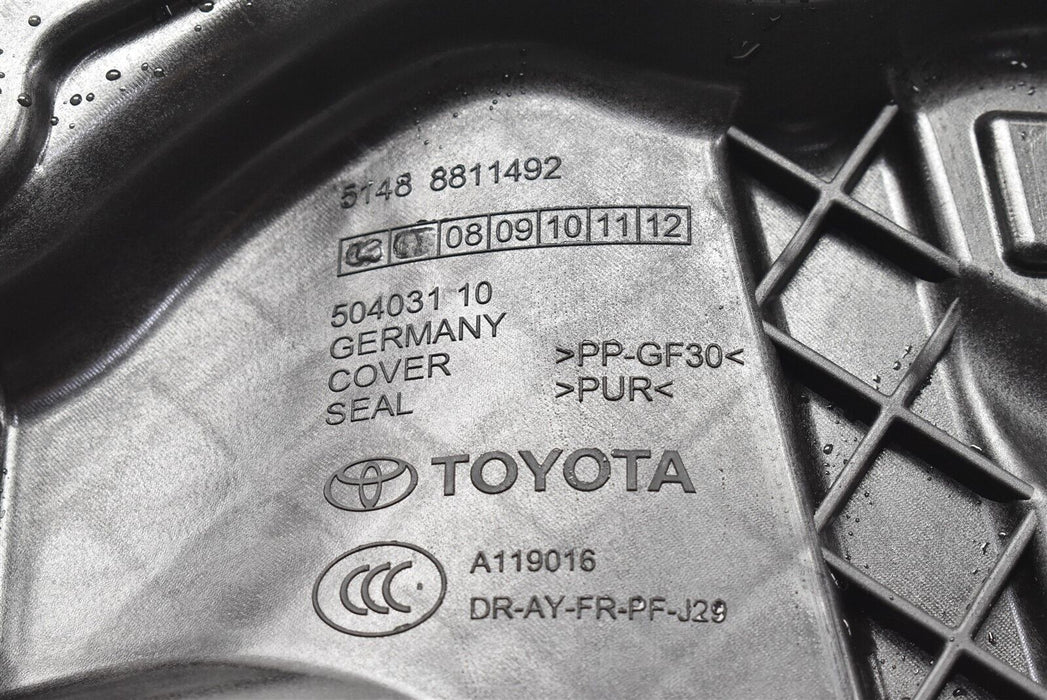 5148 8811492
08 09 10 11 12
504031 10
GERMANY
COVER
SEAL
>PP-GF30<
>PUR<
TOYOTA
CCC
A119016
DR-AY-FR-PF-J29